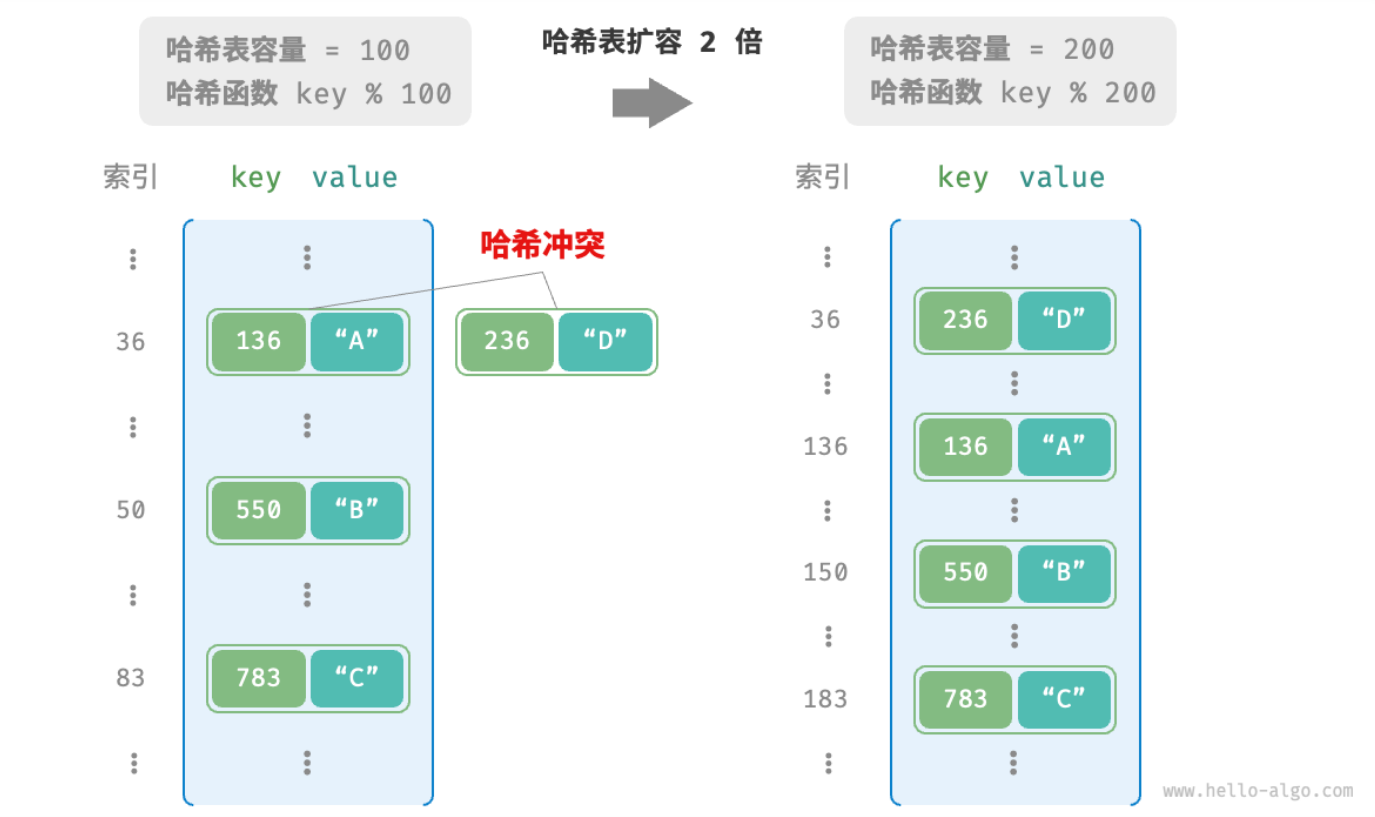 哈希表容量 = 100
哈希函数 key % 100
哈希表扩容 2 倍
哈希表容量 = 200
哈希函数 key % 200
索引 key value
哈希冲突
36 136 “A” 236 “D”
50 550 “B”
83 783 “C”
索引 key value
36 236 “D”
136 136 “A”
150 550 “B”
183 783 “C”
www.hello-algo.com